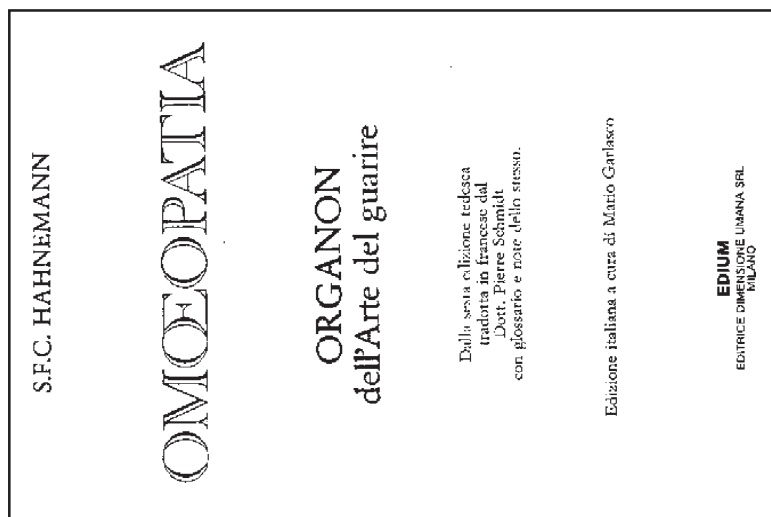 S.F.C. HAHNEMANN
OMŒOPATIA
ORGANON
dell'Arte del guarire
Dalla sesta edizione tedesca
tradotta in francese dal
Dott. Pierre Schmidt
con glossario e note dello stesso.
Edizione italiana a cura di Mario Garlasco
EDIUM
EDITRICE DIMENSIONE UMANA SRL
MILANO